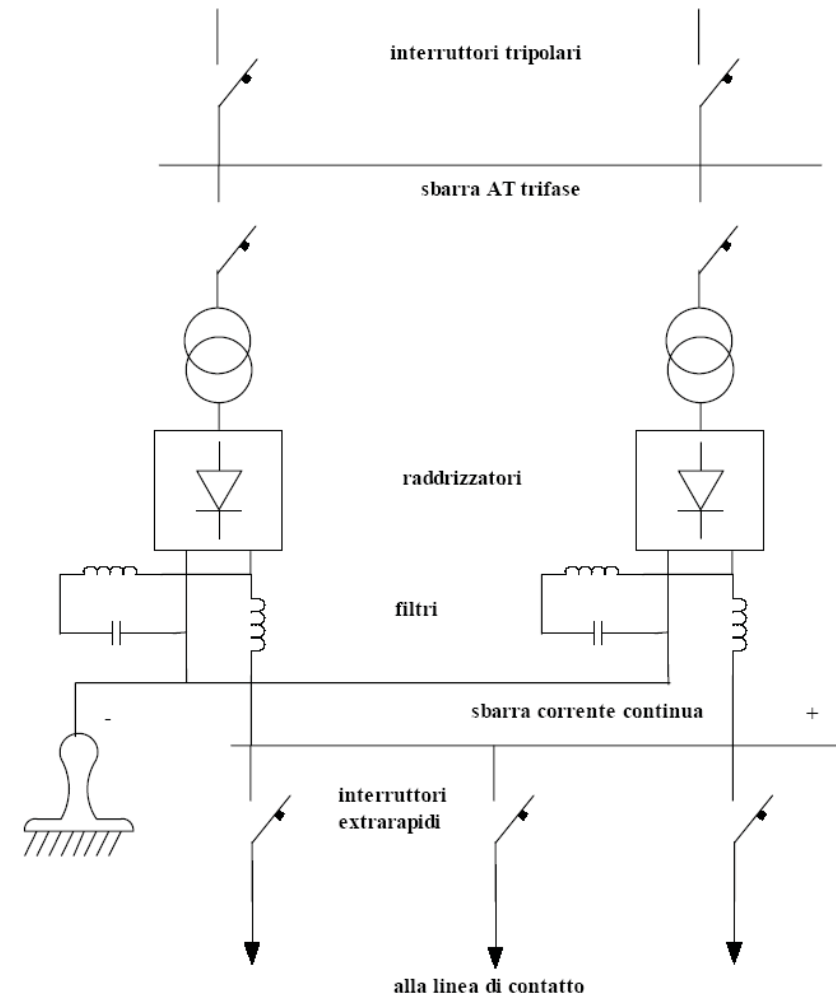 interruttori tripolari
sbarra AT trifase
raddrizzatori
filtri
sbarra corrente continua
+
-
interruttori
extrarapidi
alla linea di contatto